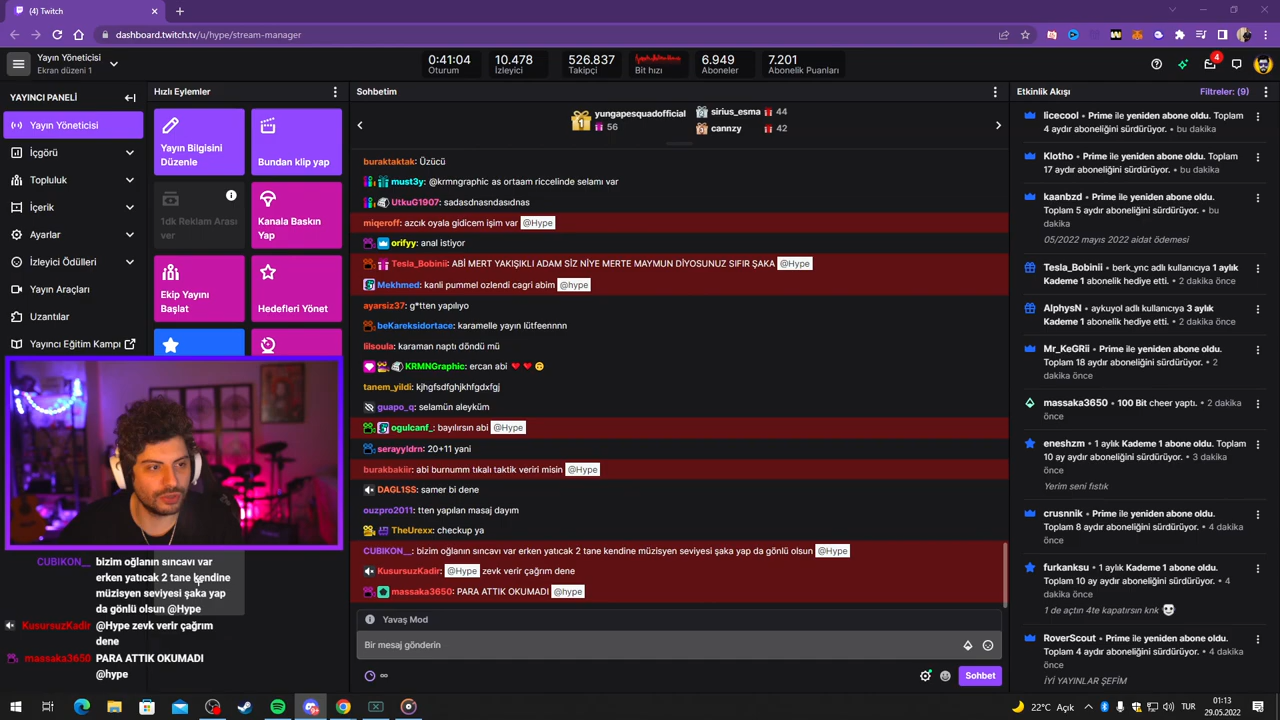 (4) Twitch
dashboard.twitch.tv/u/hype/stream-manager
Yayın Yöneticisi
Ekran düzeni 1
0:41:04
Oturum
10.478
İzleyici
526.837
Takipçi
Bit hızı
6.949
Aboneler
7.201
Abonelik Puanları
4
YAYINCI PANELİ
Yayın Yöneticisi
İçgörü
Topluluk
İçerik
Ayarlar
İzleyici Ödülleri
Yayın Araçları
Uzantılar
Yayıncı Eğitim Kampı
Hızlı Eylemler
Yayın Bilgisini
Düzenle
Bundan klip yap
1dk Reklam Arası
ver
Kanala Baskın
Yap
Ekip Yayını
Başlat
Hedefleri Yönet
CUBIKON__: bizim oğlanın sıncavı var
erken yatıcak 2 tane kendine
müzisyen seviyesi şaka yap
da gönlü olsun @Hype
KusursuzKadir: @Hype zevk verir çağrım
dene
massaka3650: PARA ATTIK OKUMADI
@hype
Sohbetim
1
yungapesquadofficial
56
sirius_esma 44
cannzy 42
buraktaktak: Üzücü
must3y: @krmngraphic as ortaam riccelinde selamı var
UtkuG1907: sadasdnasndasıdnas
miqeroff: azcık oyala gidicem işim var @Hype
orifyy: anal istiyor
Tesla_Bobinii: ABİ MERT YAKIŞIKLI ADAM SİZ NİYE MERTE MAYMUN DİYOSUNUZ SIFIR ŞAKA @Hype
Mekhmed: kanli pummel ozlendi cagri abim @hype
ayarsiz37: g*tten yapılıyo
beKareksidortace: karamelle yayın lütfeennnn
lilsoula: karaman naptı döndü mü
KRMNGraphic: ercan abi
tanem_yildi: kjhgfsdfghjkhfgdxfgj
guapo_q: selamün aleyküm
ogulcanf_: bayılırsın abi @Hype
serayyldrn: 20+11 yani
burakbakiir: abi burnumm tıkalı taktik veriri misin @Hype
DAGL1SS: samer bi dene
ouzpro2011: tten yapılan masaj dayım
TheUrexx: checkup ya
CUBIKON__: bizim oğlanın sıncavı var erken yatıcak 2 tane kendine müzisyen seviyesi şaka yap da gönlü olsun @Hype
KusursuzKadir: @Hype zevk verir çağrım dene
massaka3650: PARA ATTIK OKUMADI @hype
Yavaş Mod
Bir mesaj gönderin
∞
Sohbet
Etkinlik Akışı
Filtreler: (9)
licecool • Prime ile yeniden abone oldu. Toplam
4 aydır aboneliğini sürdürüyor. • bu dakika
Klotho • Prime ile yeniden abone oldu. Toplam
17 aydır aboneliğini sürdürüyor. • bu dakika
kaanbzd • Prime ile yeniden abone oldu.
Toplam 5 aydır aboneliğini sürdürüyor. • bu
dakika
05/2022 mayıs 2022 aidat ödemesi
Tesla_Bobinii • berk_ync adlı kullanıcıya 1 aylık
Kademe 1 abonelik hediye etti. • 2 dakika önce
AlphysN • aykuyol adlı kullanıcıya 3 aylık
Kademe 1 abonelik hediye etti. • 2 dakika önce
Mr_KeGRii • Prime ile yeniden abone oldu.
Toplam 18 aydır aboneliğini sürdürüyor. • 2
dakika önce
massaka3650 • 100 Bit cheer yaptı. • 2 dakika
önce
eneshzm • 1 aylık Kademe 1 abonesi oldu. Toplam
10 ay aydır aboneliğini sürdürüyor. • 3 dakika
önce
Yerim seni fıstık
crusnnik • Prime ile yeniden abone oldu. Toplam
8 aydır aboneliğini sürdürüyor. • 4 dakika
önce
furkanksu • 1 aylık Kademe 1 abonesi oldu.
Toplam 10 ay aydır aboneliğini sürdürüyor. • 4
dakika önce
1 de açtın 4te kapatırsın knk
RoverScout • Prime ile yeniden abone oldu.
Toplam 4 aydır aboneliğini sürdürüyor. • 4
dakika önce
İYİ YAYINLAR ŞEFİM
22°C Açık
TUR
01:13
29.05.2022